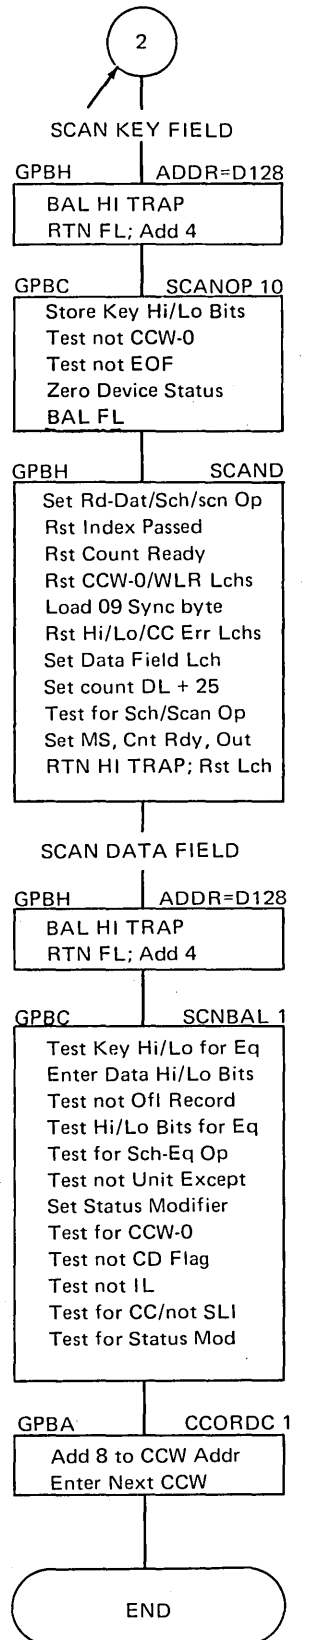 2
SCAN KEY FIELD
GPBH ADDR=D128
BAL HI TRAP
RTN FL; Add 4
GPBC SCANOP 10
Store Key Hi/Lo Bits
Test not CCW-0
Test not EOF
Zero Device Status
BAL FL
GPBH SCAND
Set Rd-Dat/Sch/scn Op
Rst Index Passed
Rst Count Ready
Rst CCW-0/WLR Lchs
Load 09 Sync byte
Rst Hi/Lo/CC Err Lchs
Set Data Field Lch
Set count DL + 25
Test for Sch/Scan Op
Set MS, Cnt Rdy, Out
RTN HI TRAP; Rst Lch
SCAN DATA FIELD
GPBH ADDR=D128
BAL HI TRAP
RTN FL; Add 4
GPBC SCNBAL 1
Test Key Hi/Lo for Eq
Enter Data Hi/Lo Bits
Test not Ofl Record
Test Hi/Lo Bits for Eq
Test for Sch-Eq Op
Test not Unit Except
Set Status Modifier
Test for CCW-0
Test not CD Flag
Test not IL
Test for CC/not SLI
Test for Status Mod
GPBA CCORDC 1
Add 8 to CCW Addr
Enter Next CCW
END